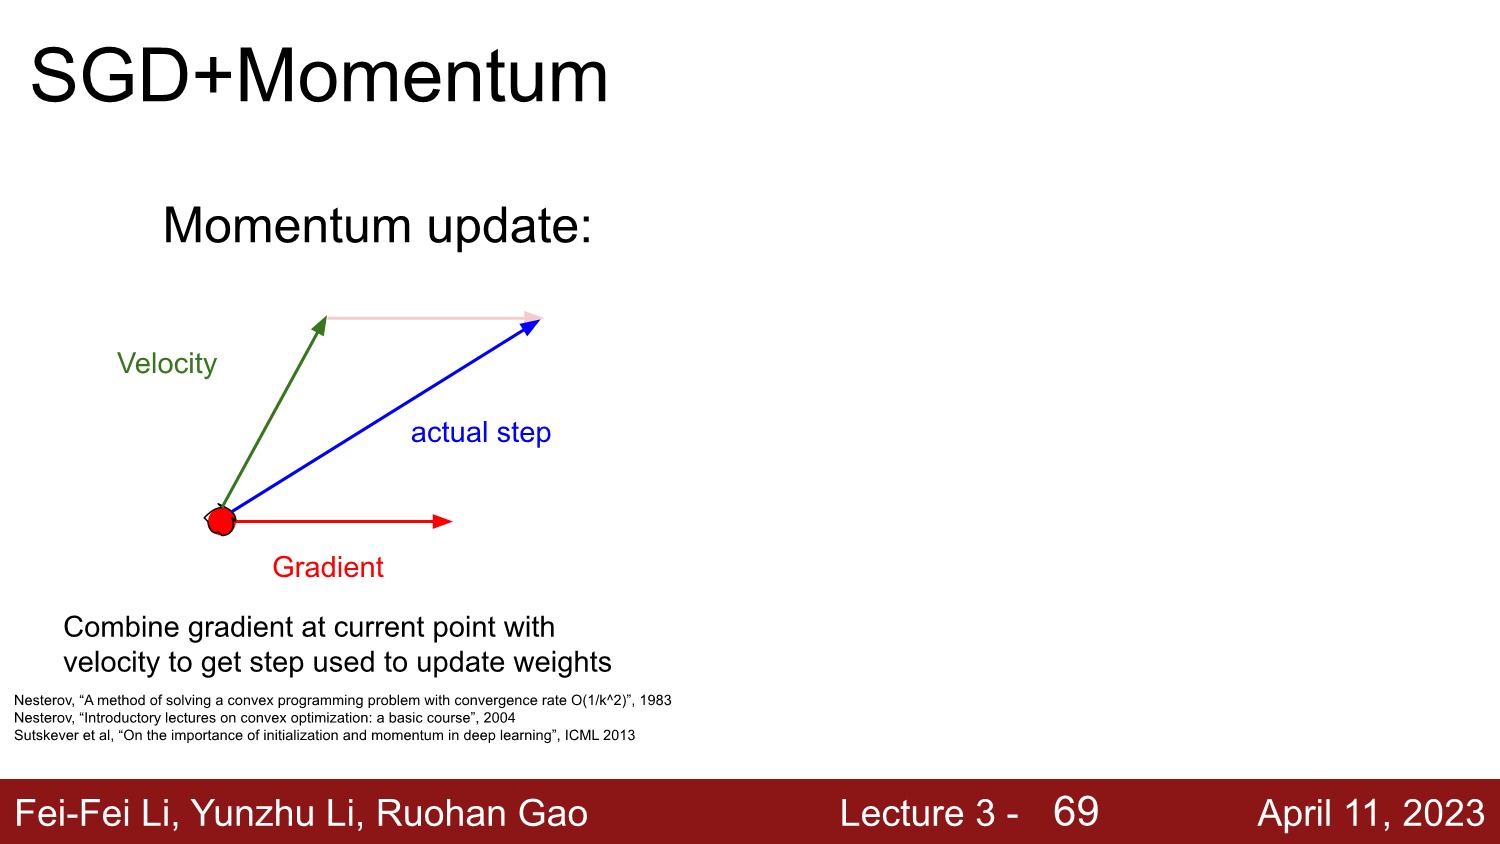 SGD+Momentum
Momentum update:
Velocity
actual step
Gradient
Combine gradient at current point with
velocity to get step used to update weights
Nesterov, “A method of solving a convex programming problem with convergence rate O(1/k^2)”, 1983
Nesterov, “Introductory lectures on convex optimization: a basic course”, 2004
Sutskever et al, “On the importance of initialization and momentum in deep learning”, ICML 2013
Fei-Fei Li, Yunzhu Li, Ruohan Gao Lecture 3 - 69 April 11, 2023